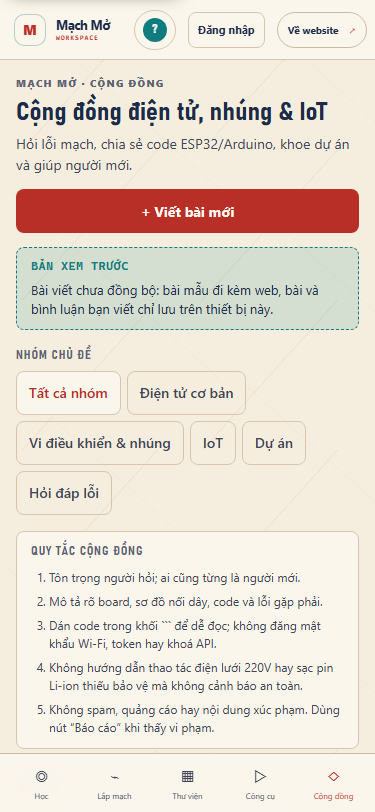 M
Mạch Mở
WORKSPACE
?
Đăng nhập
Về website ↗
MẠCH MỞ · CỘNG ĐỒNG
Cộng đồng điện tử, nhúng & IoT
Hỏi lỗi mạch, chia sẻ code ESP32/Arduino, khoe dự án
và giúp người mới.
+ Viết bài mới
BẢN XEM TRƯỚC
Bài viết chưa đồng bộ: bài mẫu đi kèm web, bài và
bình luận bạn viết chỉ lưu trên thiết bị này.
NHÓM CHỦ ĐỀ
Tất cả nhóm
Điện tử cơ bản
Vi điều khiển & nhúng
IoT
Dự án
Hỏi đáp lỗi
QUY TẮC CỘNG ĐỒNG
1. Tôn trọng người hỏi; ai cũng từng là người mới.
2. Mô tả rõ board, sơ đồ nối dây, code và lỗi gặp phải.
3. Dán code trong khối ``` để dễ đọc; không đăng mật
khẩu Wi-Fi, token hay khoá API.
4. Không hướng dẫn thao tác điện lưới 220V hay sạc pin
Li-ion thiếu bảo vệ mà không cảnh báo an toàn.
5. Không spam, quảng cáo hay nội dung xúc phạm. Dùng
nút “Báo cáo” khi thấy vi phạm.
Học
Lắp mạch
Thư viện
Công cụ
Cộng đồng